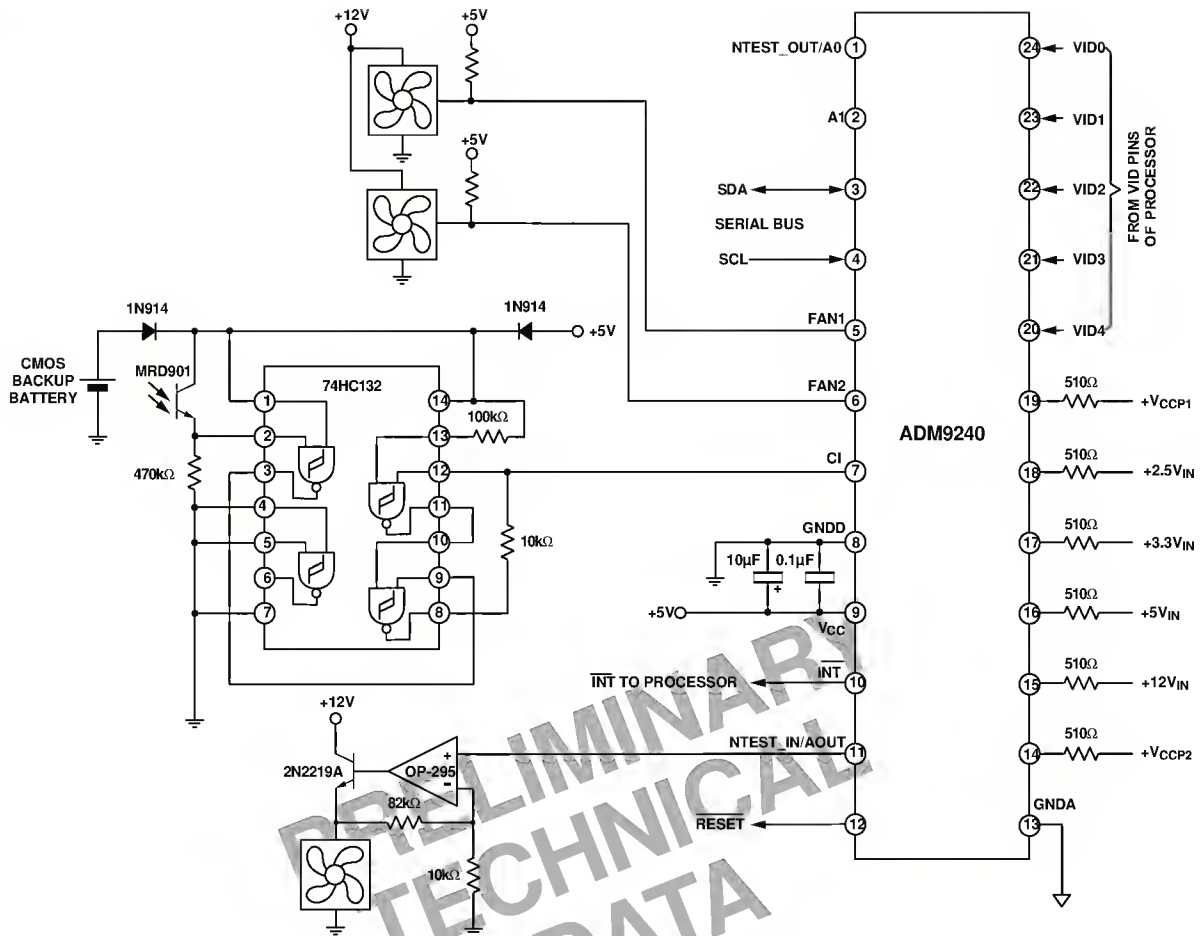 +12V
+5V
+5V
NTEST_OUT/A0 1
A1 2
SDA 3
SERIAL BUS
SCL 4
FAN1 5
FAN2 6
CI 7
GNDD 8
10µF 0.1µF
+5V 9
VCC
INT TO PROCESSOR INT 10
NTEST_IN/AOUT 11
RESET 12
ADM9240
24 VID0
23 VID1
22 VID2
21 VID3
20 VID4
FROM VID PINS
OF PROCESSOR
510Ω
19 +VCCP1
510Ω
18 +2.5VIN
510Ω
17 +3.3VIN
510Ω
16 +5VIN
510Ω
15 +12VIN
510Ω
14 +VCCP2
GNDA
13
1N914
1N914
+5V
CMOS
BACKUP
BATTERY
MRD901
470kΩ
74HC132
1
2
3
4
5
6
7
14
13
12
11
10
9
8
100kΩ
10kΩ
+12V
2N2219A
OP-295
+
-
82kΩ
10kΩ
PRELIMINARY
TECHNICAL
DATA